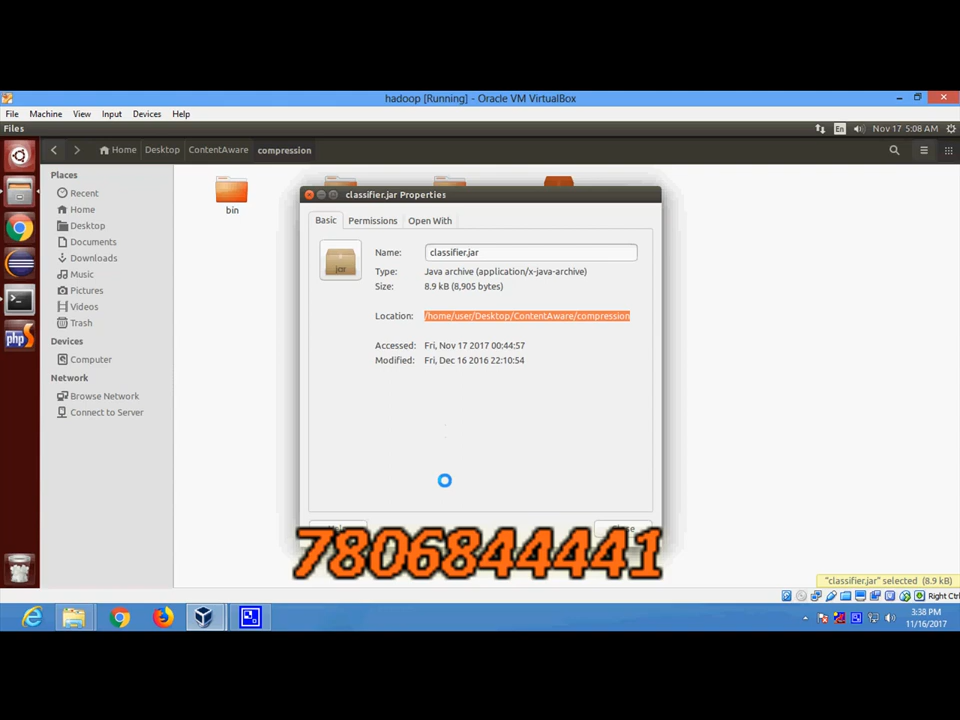 hadoop [Running] - Oracle VM VirtualBox
File Machine View Input Devices Help
Files
En
Nov 17 5:08 AM
Home Desktop ContentAware compression
Places
Recent
Home
Desktop
Documents
Downloads
Music
Pictures
Videos
Trash
Devices
Computer
Network
Browse Network
Connect to Server
bin
classifier.jar Properties
Basic Permissions Open With
jar
Name: classifier.jar
Type: Java archive (application/x-java-archive)
Size: 8.9 kB (8,905 bytes)
Location: /home/user/Desktop/ContentAware/compression
Accessed: Fri, Nov 17 2017 00:44:57
Modified: Fri, Dec 16 2016 22:10:54
Help Close
7806844441
php
"classifier.jar" selected (8.9 kB)
Right Ctrl
3:38 PM
11/16/2017